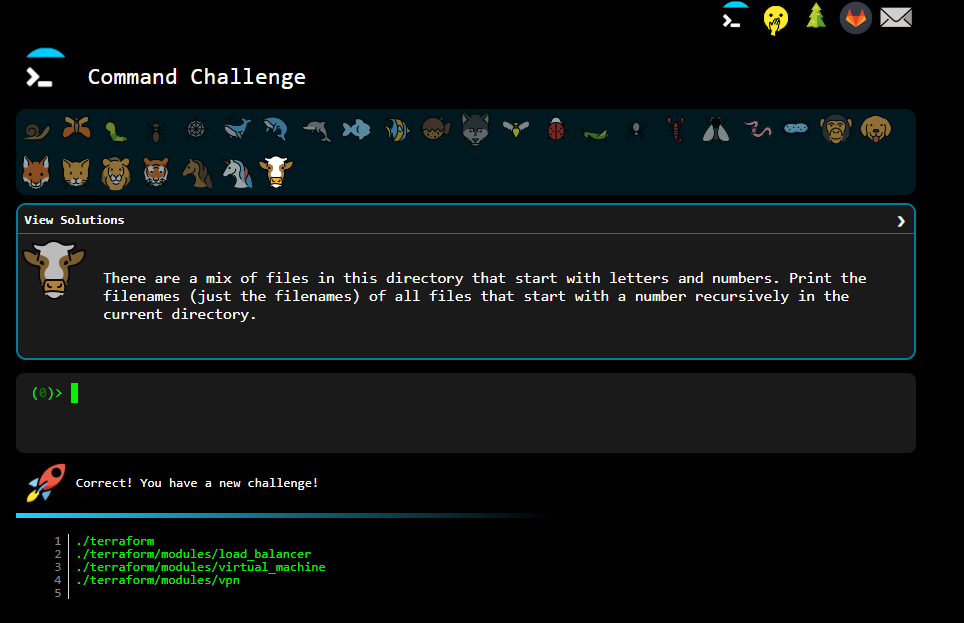 Command Challenge
View Solutions
There are a mix of files in this directory that start with letters and numbers. Print the
filenames (just the filenames) of all files that start with a number recursively in the
current directory.
(0)>
Correct! You have a new challenge!
1 ./terraform
2 ./terraform/modules/load_balancer
3 ./terraform/modules/virtual_machine
4 ./terraform/modules/vpn
5